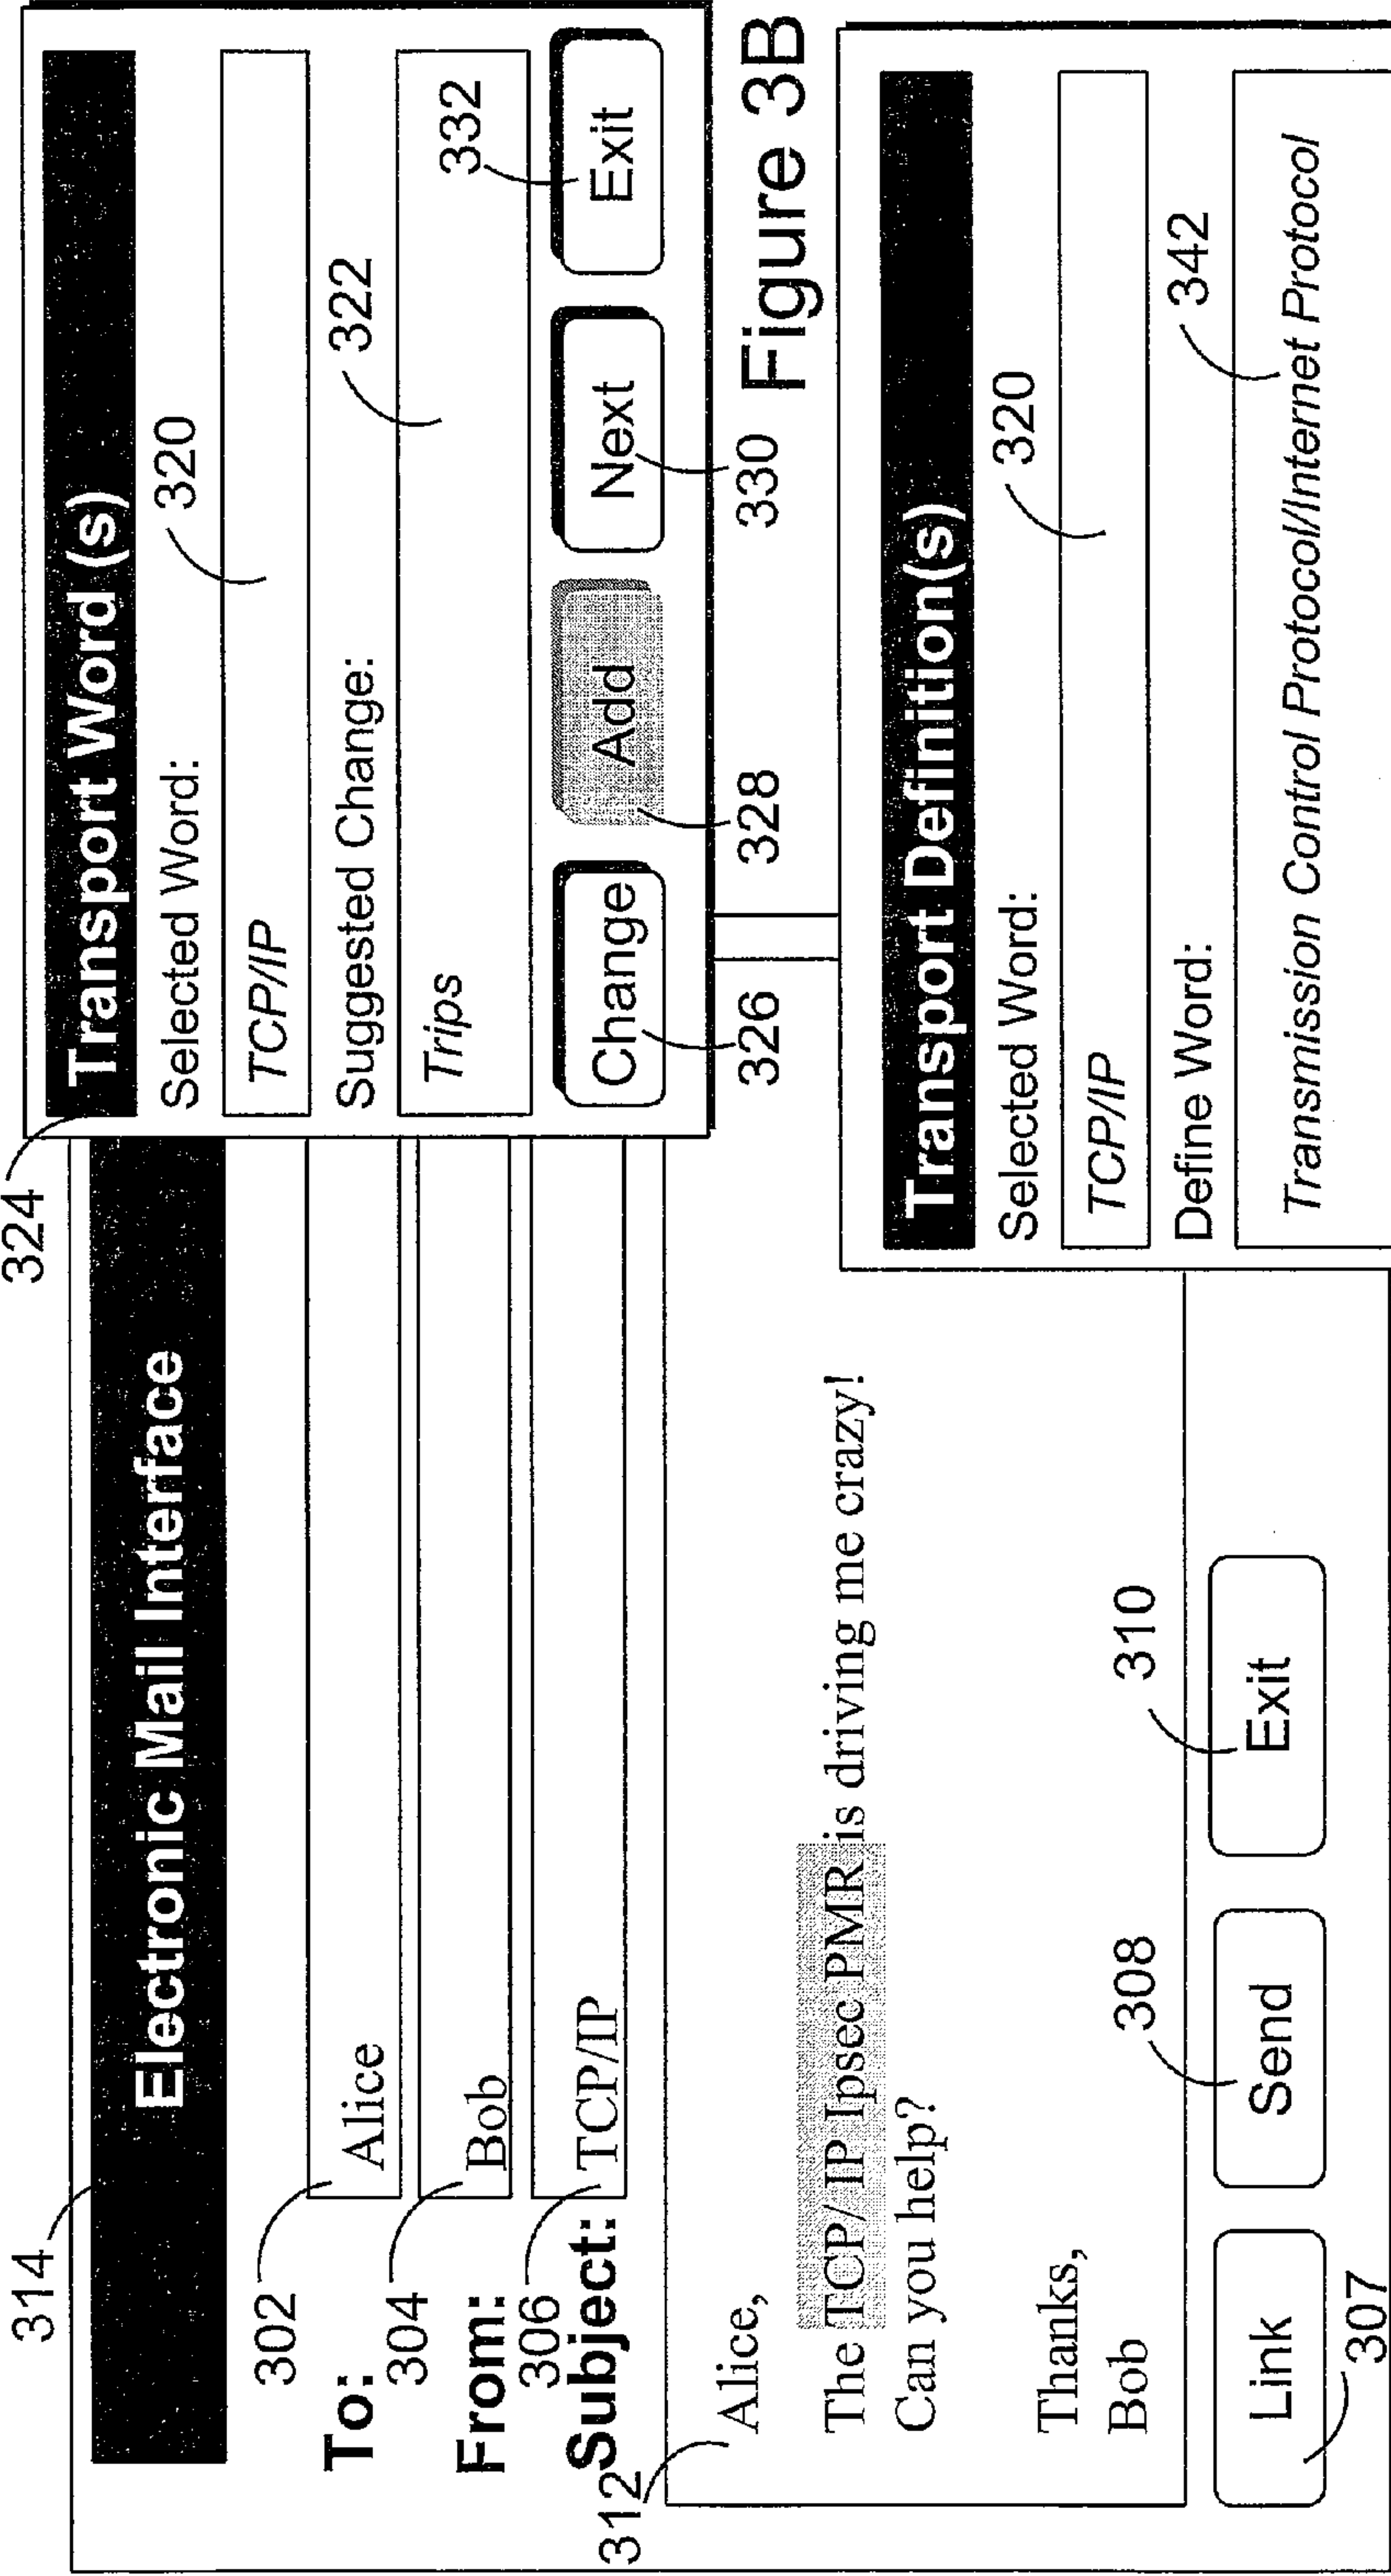 314
Electronic Mail Interface
302
To: Alice
304
From: Bob
306
Subject: TCP/IP
312
Alice,
The TCP/ IP Ipsec PMR is driving me crazy!
Can you help?
Thanks,
Bob
Link
Send
Exit
307
308
310
324
Transport Word (s)
Selected Word:
320
TCP/IP
Suggested Change:
322
Trips
332
Change
Add
Next
Exit
326
328
330
Figure 3B
Transport Definition(s)
Selected Word:
320
TCP/IP
Define Word:
342
Transmission Control Protocol/Internet Protocol